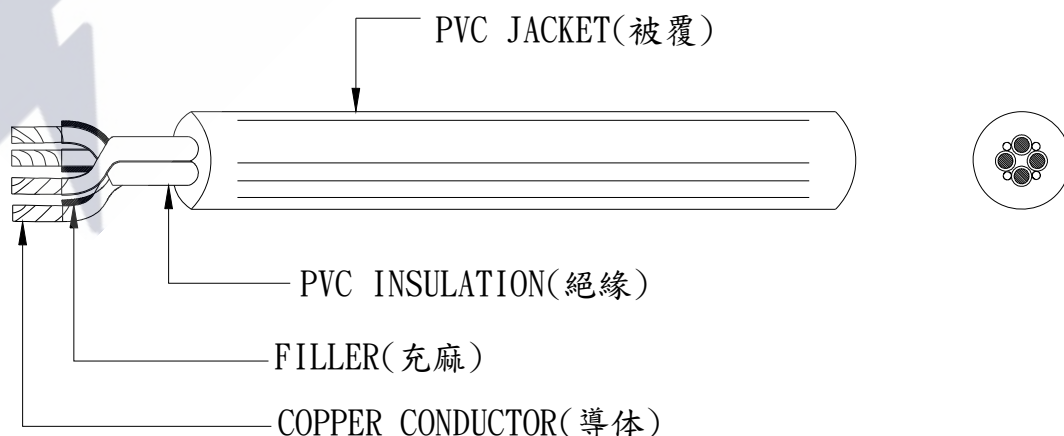 PVC JACKET(被覆)
PVC INSULATION(絕緣)
FILLER(充麻)
COPPER CONDUCTOR(導体)